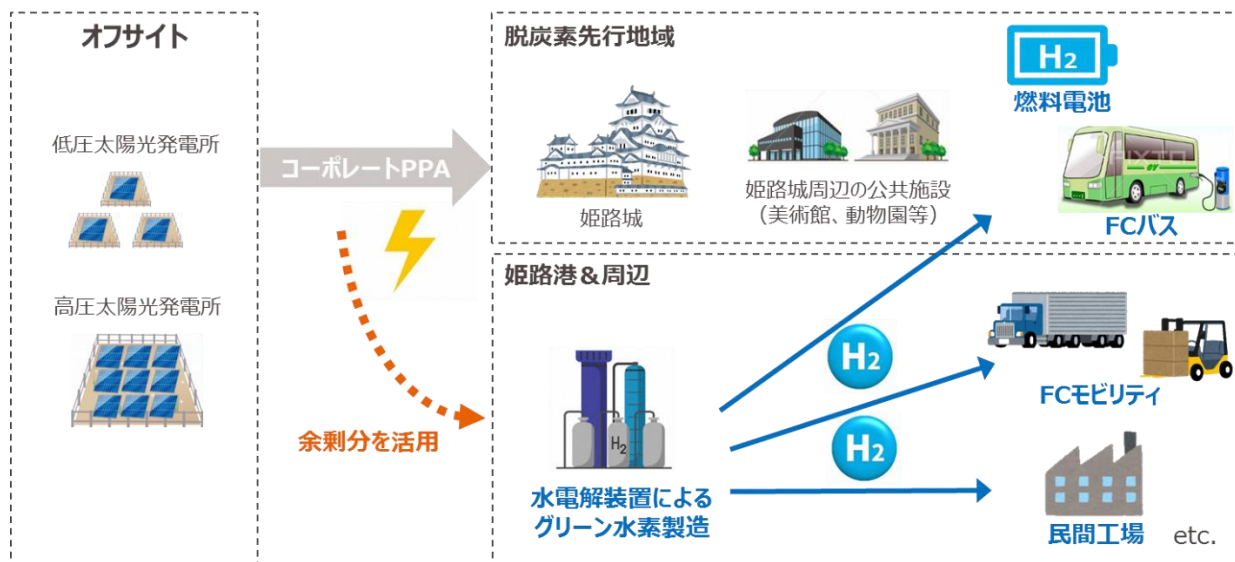 オフサイト
低圧太陽光発電所
高圧太陽光発電所
コーポレートPPA
余剰分を活用
脱炭素先行地域
姫路城
姫路城周辺の公共施設
（美術館、動物園等）
H2
燃料電池
FCバス
姫路港＆周辺
H2
水電解装置による
グリーン水素製造
H2
H2
FCモビリティ
民間工場
etc.